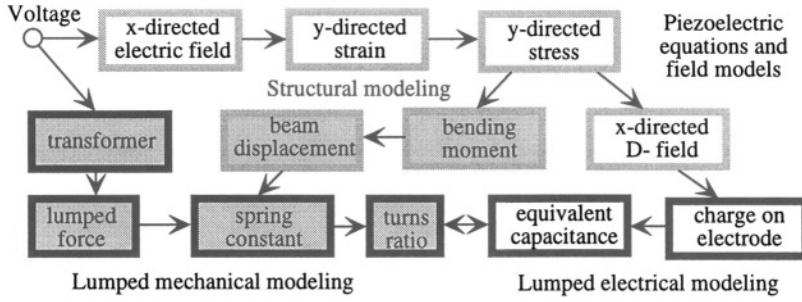 Voltage
x-directed
electric field
y-directed
strain
y-directed
stress
Piezoelectric
equations and
field models
Structural modeling
transformer
beam
displacement
bending
moment
x-directed
D- field
lumped
force
spring
constant
turns
ratio
equivalent
capacitance
charge on
electrode
Lumped mechanical modeling
Lumped electrical modeling